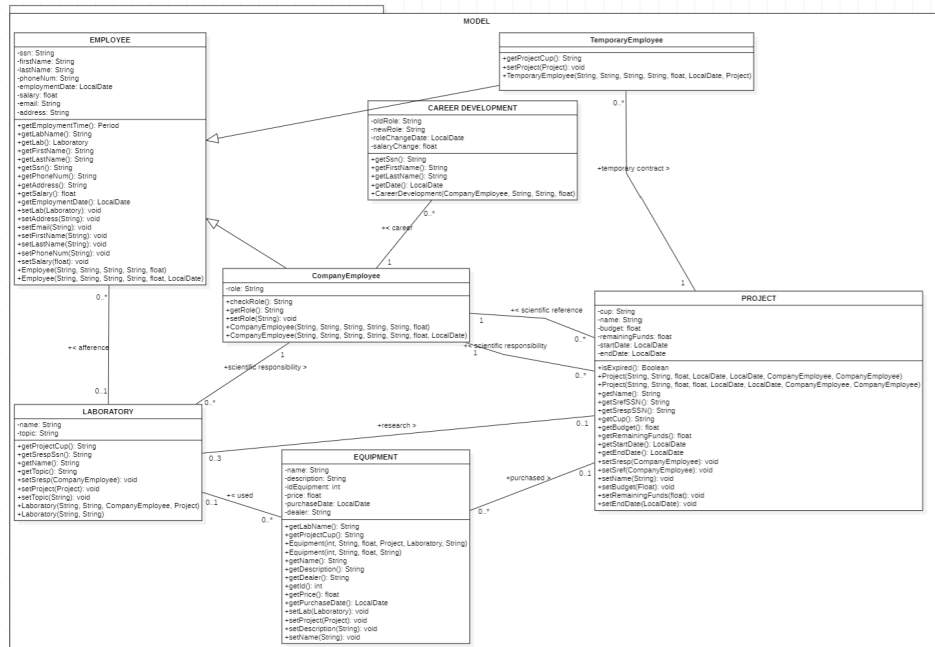 MODEL
EMPLOYEE
-ssn: String
-firstName: String
-lastName: String
-phoneNum: String
-employmentDate: LocalDate
-salary: float
-email: String
-address: String
+getEmploymentTime(): Period
+getLabName(): String
+getLab(): Laboratory
+getFirstName(): String
+getLastName(): String
+getSsn(): String
+getPhoneNum(): String
+getAddress(): String
+getSalary(): float
+getEmploymentDate(): LocalDate
+setLab(Laboratory): void
+setAddress(String): void
+setEmail(String): void
+setFirstName(String): void
+setLastName(String): void
+setPhoneNum(String): void
+setSalary(float): void
+Employee(String, String, String, String, float)
+Employee(String, String, String, String, float, LocalDate)
TemporaryEmployee
+getProjectCup(): String
+setProject(Project): void
+TemporaryEmployee(String, String, String, String, float, LocalDate, Project)
0..*
+temporary contract >
1
CAREER DEVELOPMENT
-oldRole: String
-newRole: String
-roleChangeDate: LocalDate
-salaryChange: float
+getSsn(): String
+getFirstName(): String
+getLastName(): String
+getDate(): LocalDate
+CareerDevelopment(CompanyEmployee, String, String, float)
0..*
+< career
1
CompanyEmployee
-role: String
+checkRole(): String
+getRole(): String
+setRole(String): void
+CompanyEmployee(String, String, String, String, String, float)
+CompanyEmployee(String, String, String, String, String, float, LocalDate)
+< scientific reference
1
0..*
+< scientific responsibility
1
0..*
1
+scientific responsibility >
0..*
0..*
+< afference
0..1
PROJECT
-cup: String
-name: String
-budget: float
-remainingFunds: float
-startDate: LocalDate
-endDate: LocalDate
+isExpired(): Boolean
+Project(String, String, float, LocalDate, LocalDate, CompanyEmployee, CompanyEmployee)
+Project(String, String, float, float, LocalDate, LocalDate, CompanyEmployee, CompanyEmployee)
+getName(): String
+getSrefSSN(): String
+getSrespSSN(): String
+getCup(): String
+getBudget(): float
+getRemainingFunds(): float
+getStartDate(): LocalDate
+getEndDate(): LocalDate
+setSresp(CompanyEmployee): void
+setSref(CompanyEmployee): void
+setName(String): void
+setBudget(Float): void
+setRemainingFunds(float): void
+setEndDate(LocalDate): void
LABORATORY
-name: String
-topic: String
+getProjectCup(): String
+getSrespSsn(): String
+getName(): String
+getTopic(): String
+setSresp(CompanyEmployee): void
+setProject(Project): void
+setTopic(String): void
+Laboratory(String, String, CompanyEmployee, Project)
+Laboratory(String, String)
+research >
0..1
0..3
+< used
0..1
0..*
+purchased >
0..1
0..*
EQUIPMENT
-name: String
-description: String
-idEquipment: int
-price: float
-purchaseDate: LocalDate
-dealer: String
+getLabName(): String
+getProjectCup(): String
+Equipment(int, String, float, Project, Laboratory, String)
+Equipment(int, String, float, String)
+getName(): String
+getDescription(): String
+getDealer(): String
+getId(): int
+getPrice(): float
+getPurchaseDate(): LocalDate
+setLab(Laboratory): void
+setProject(Project): void
+setDescription(String): void
+setName(String): void